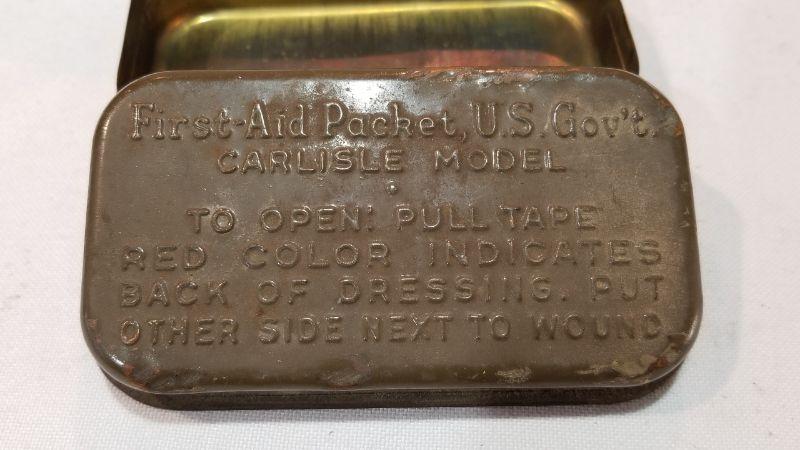 First-Aid Packet, U.S. Gov't.
CARLISLE MODEL
TO OPEN: PULL TAPE
RED COLOR INDICATES
BACK OF DRESSING. PUT
OTHER SIDE NEXT TO WOUND.